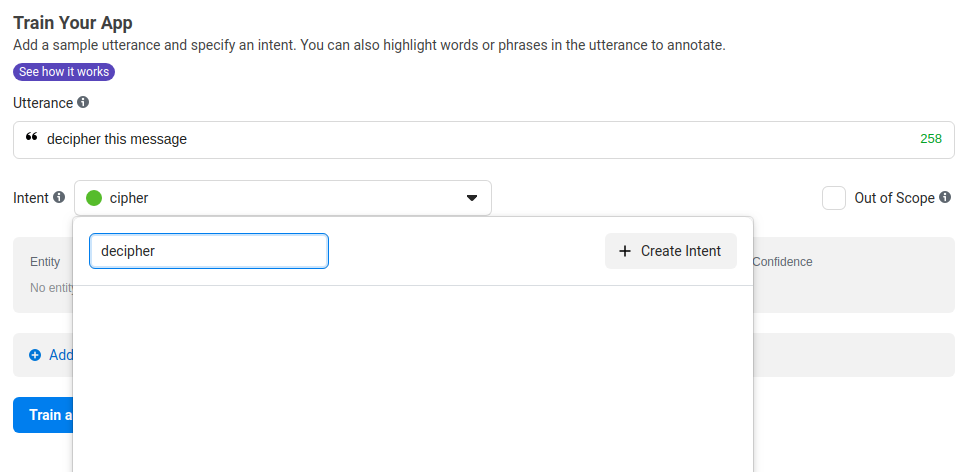 Train Your App
Add a sample utterance and specify an intent. You can also highlight words or phrases in the utterance to annotate.
See how it works
Utterance
“ decipher this message 258
Intent cipher Out of Scope
decipher + Create Intent
Entity Confidence
No entity
Add
Train a